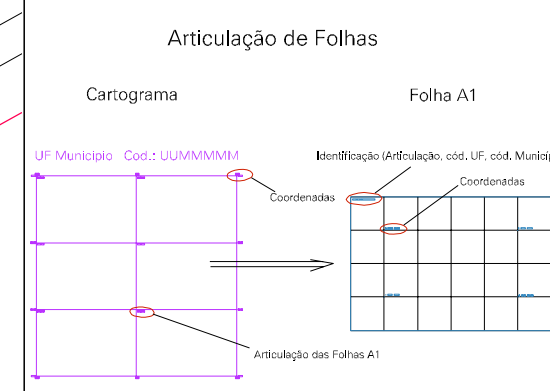 Articulação de Folhas
Cartograma
Folha A1
UF Municipio Cod.: UUMMMMM
Identificação (Articulação, cód. UF, cód. Municíp
Coordenadas
Coordenadas
Articulação das Folhas A1